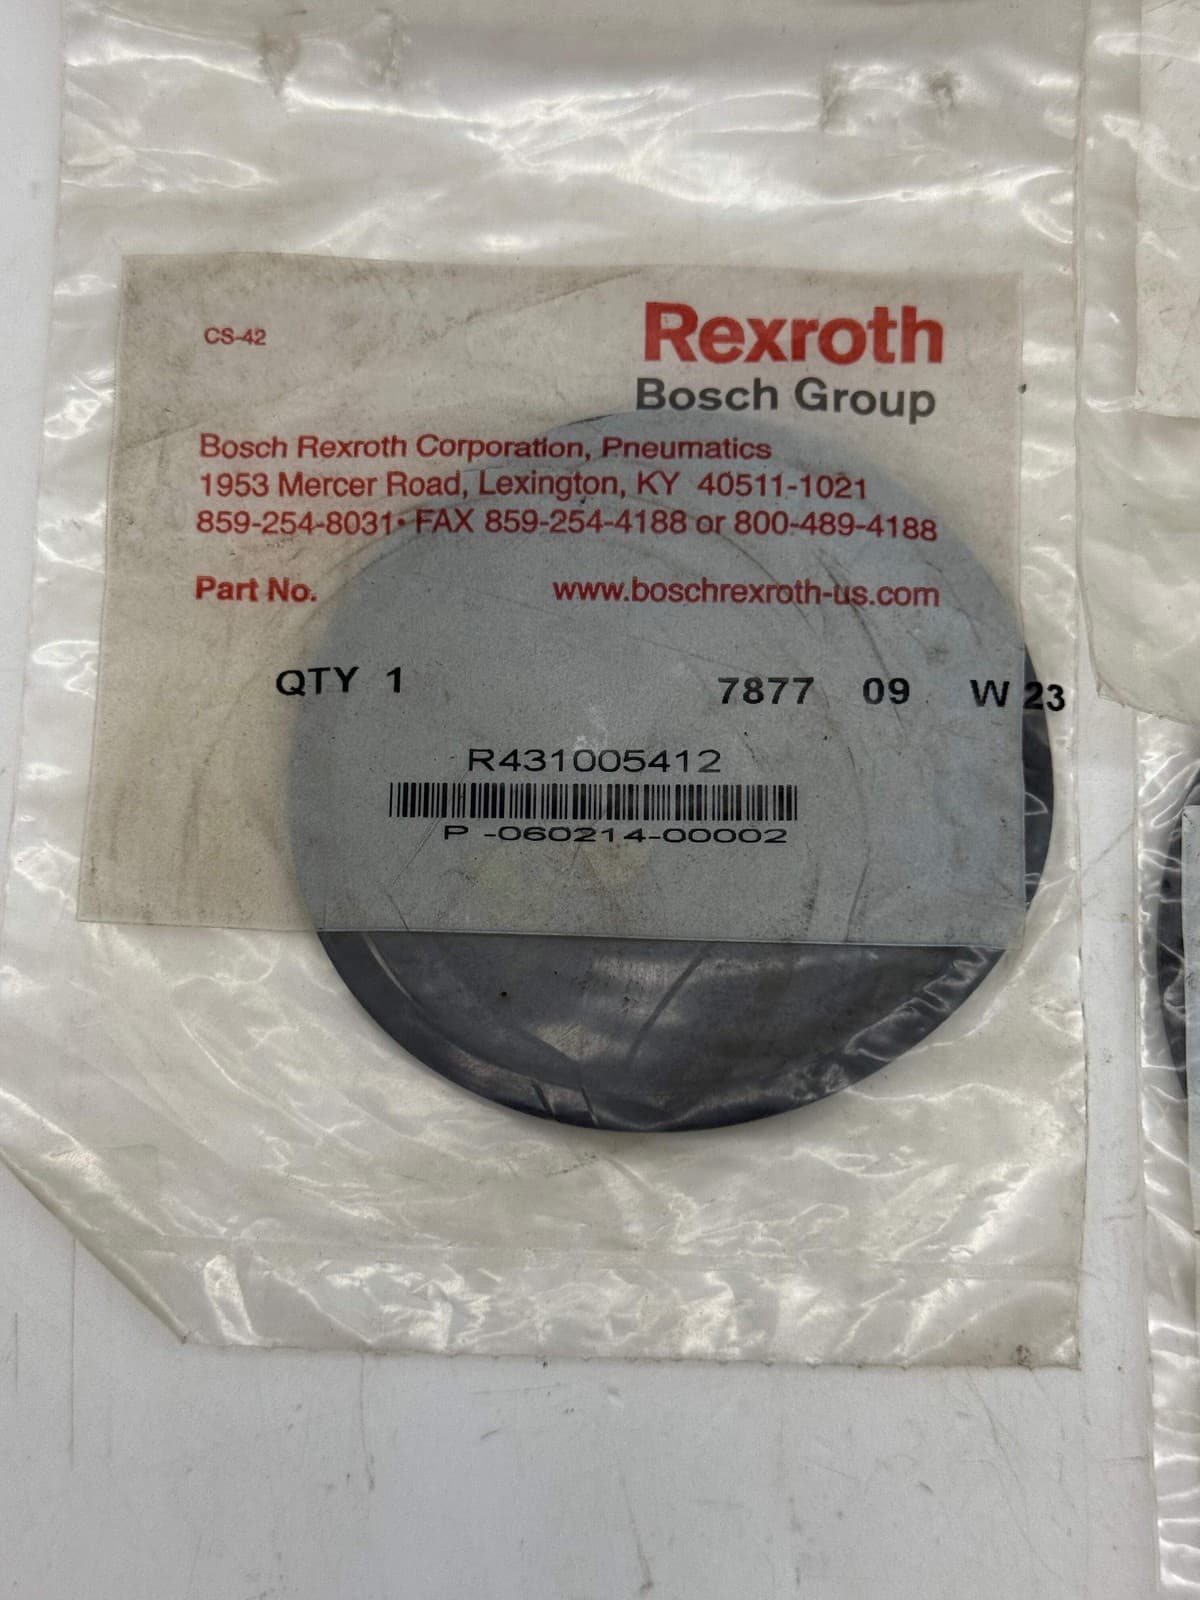 CS-42
Rexroth
Bosch Group
Bosch Rexroth Corporation, Pneumatics
1953 Mercer Road, Lexington, KY 40511-1021
859-254-8031• FAX 859-254-4188 or 800-489-4188
Part No. www.boschrexroth-us.com
QTY 1 7877 09 W 23
R431005412
P -060214-00002